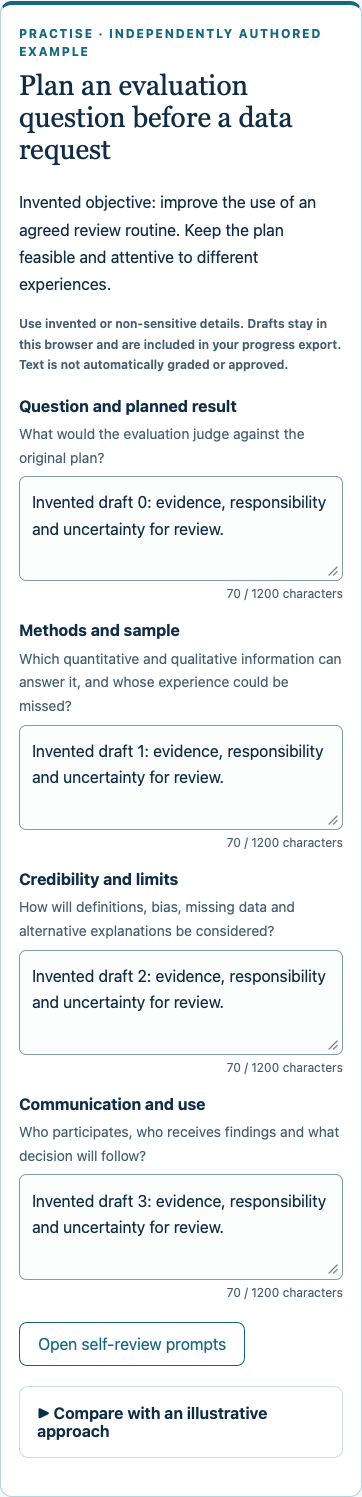 PRACTISE · INDEPENDENTLY AUTHORED
EXAMPLE
Plan an evaluation
question before a data
request
Invented objective: improve the use of an
agreed review routine. Keep the plan
feasible and attentive to different
experiences.
Use invented or non-sensitive details. Drafts stay in
this browser and are included in your progress export.
Text is not automatically graded or approved.
Question and planned result
What would the evaluation judge against the
original plan?
Invented draft 0: evidence, responsibility
and uncertainty for review.
70 / 1200 characters
Methods and sample
Which quantitative and qualitative information can
answer it, and whose experience could be
missed?
Invented draft 1: evidence, responsibility
and uncertainty for review.
70 / 1200 characters
Credibility and limits
How will definitions, bias, missing data and
alternative explanations be considered?
Invented draft 2: evidence, responsibility
and uncertainty for review.
70 / 1200 characters
Communication and use
Who participates, who receives findings and what
decision will follow?
Invented draft 3: evidence, responsibility
and uncertainty for review.
70 / 1200 characters
Open self-review prompts
Compare with an illustrative
approach